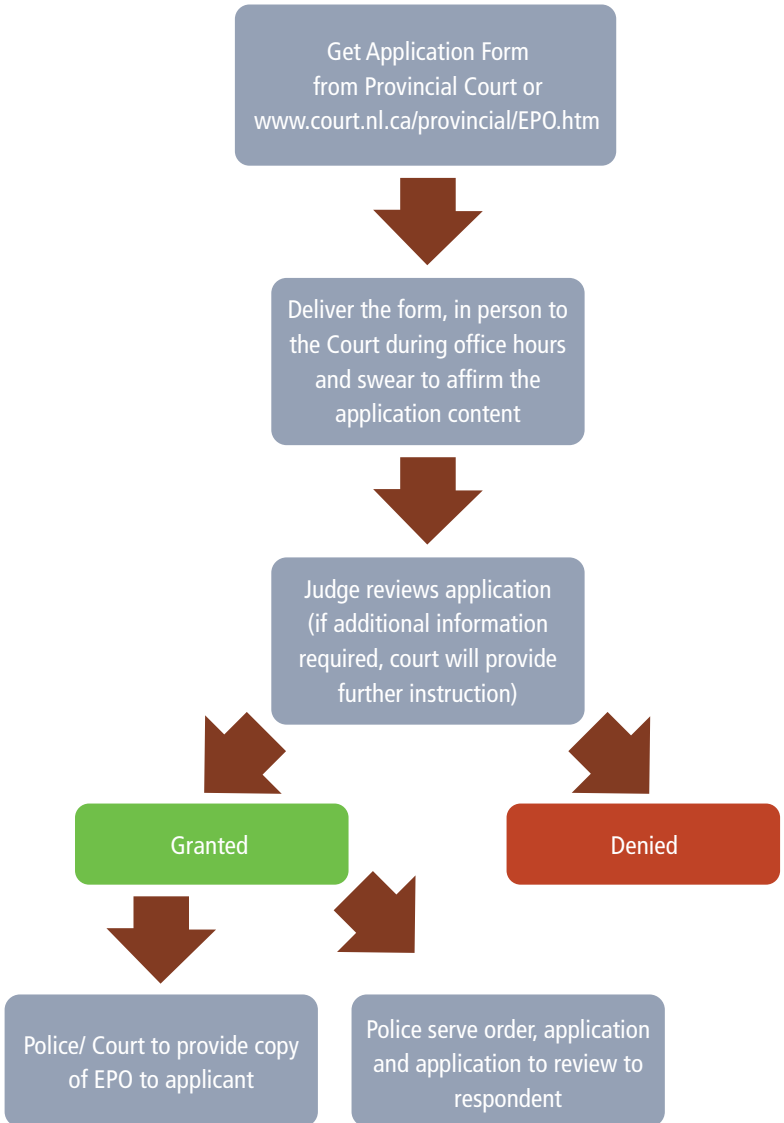 Get Application Form
from Provincial Court or
www.court.nl.ca/provincial/EPO.htm
Deliver the form, in person to
the Court during office hours
and swear to affirm the
application content
Judge reviews application
(if additional information
required, court will provide
further instruction)
Granted
Denied
Police/ Court to provide copy
of EPO to applicant
Police serve order, application
and application to review to
respondent